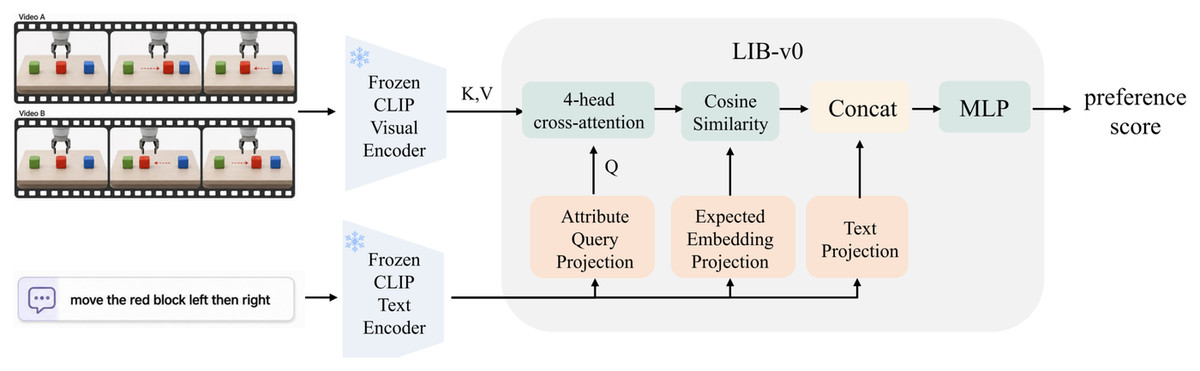 Video A
Video B
move the red block left then right
Frozen
CLIP
Visual
Encoder
Frozen
CLIP
Text
Encoder
K,V
LIB-v0
4-head
cross-attention
Cosine
Similarity
Concat
MLP
preference
score
Q
Attribute
Query
Projection
Expected
Embedding
Projection
Text
Projection